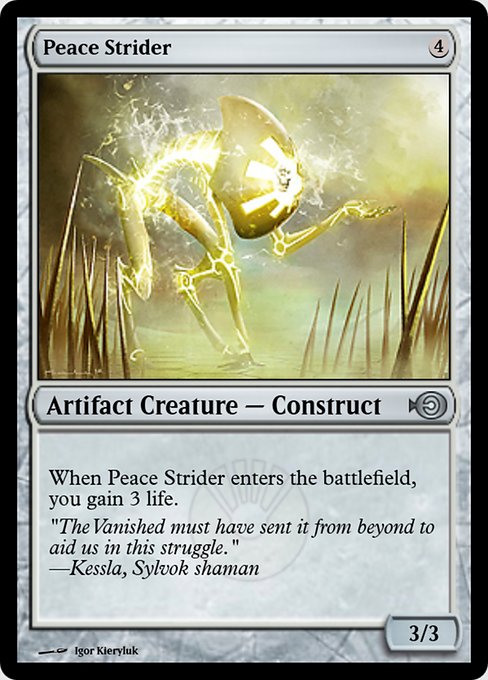 Peace Strider 4
Artifact Creature — Construct
When Peace Strider enters the battlefield,
you gain 3 life.
"The Vanished must have sent it from beyond to
aid us in this struggle."
—Kessla, Sylvok shaman
3/3
Igor Kieryluk